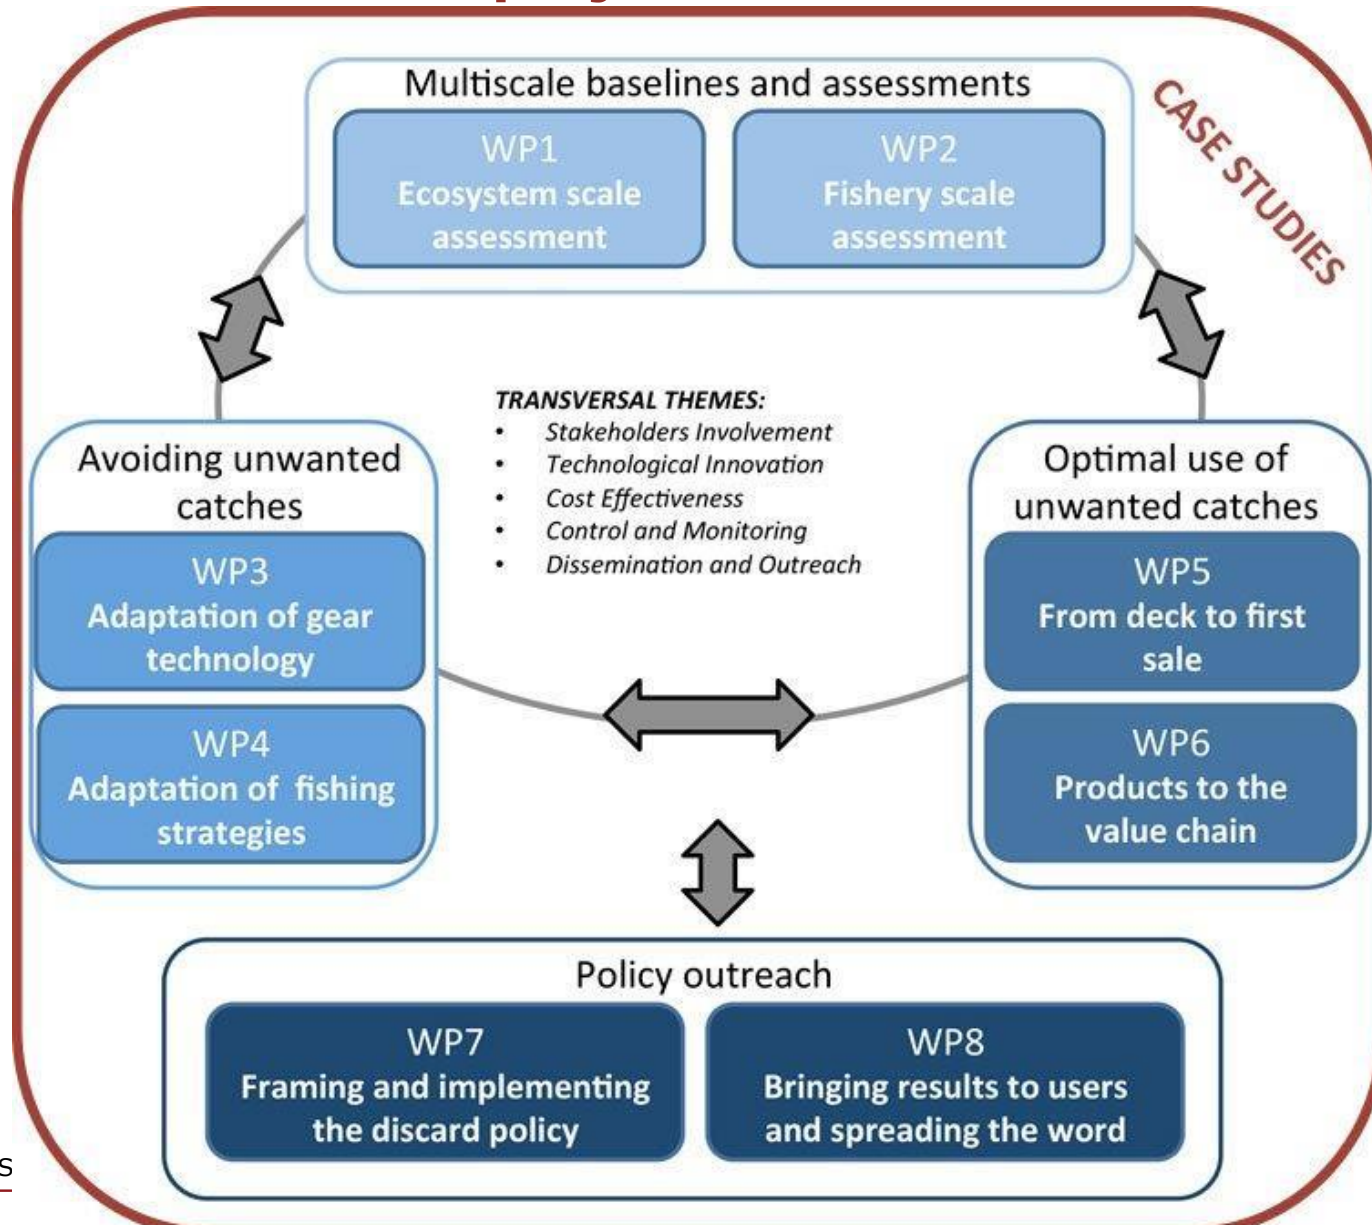 Multiscale baselines and assessments
WP1
Ecosystem scale
assessment
WP2
Fishery scale
assessment
CASE STUDIES
TRANSVERSAL THEMES:
• Stakeholders Involvement
• Technological Innovation
• Cost Effectiveness
• Control and Monitoring
• Dissemination and Outreach
Avoiding unwanted
catches
WP3
Adaptation of gear
technology
WP4
Adaptation of fishing
strategies
Optimal use of
unwanted catches
WP5
From deck to first
sale
WP6
Products to the
value chain
Policy outreach
WP7
Framing and implementing
the discard policy
WP8
Bringing results to users
and spreading the word
s